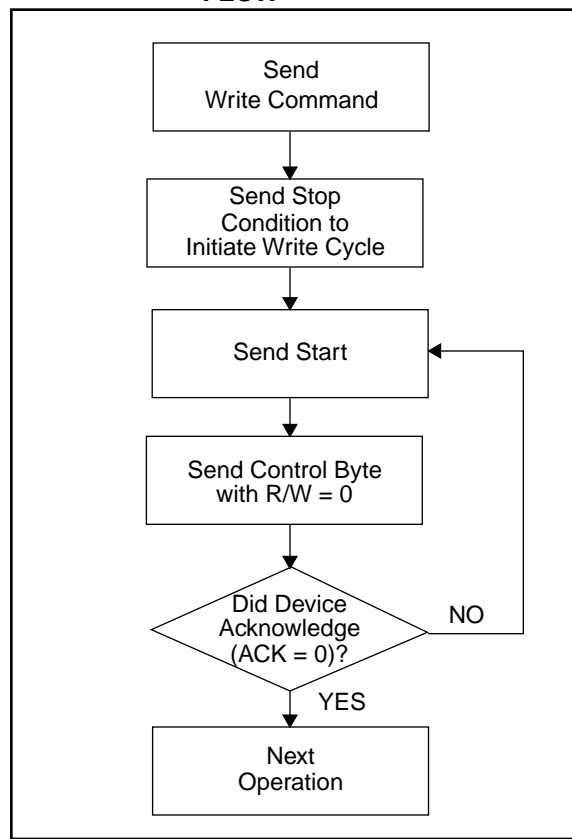 FLOW
Send
Write Command
Send Stop
Condition to
Initiate Write Cycle
Send Start
Send Control Byte
with R/W = 0
Did Device
Acknowledge
(ACK = 0)?
NO
YES
Next
Operation